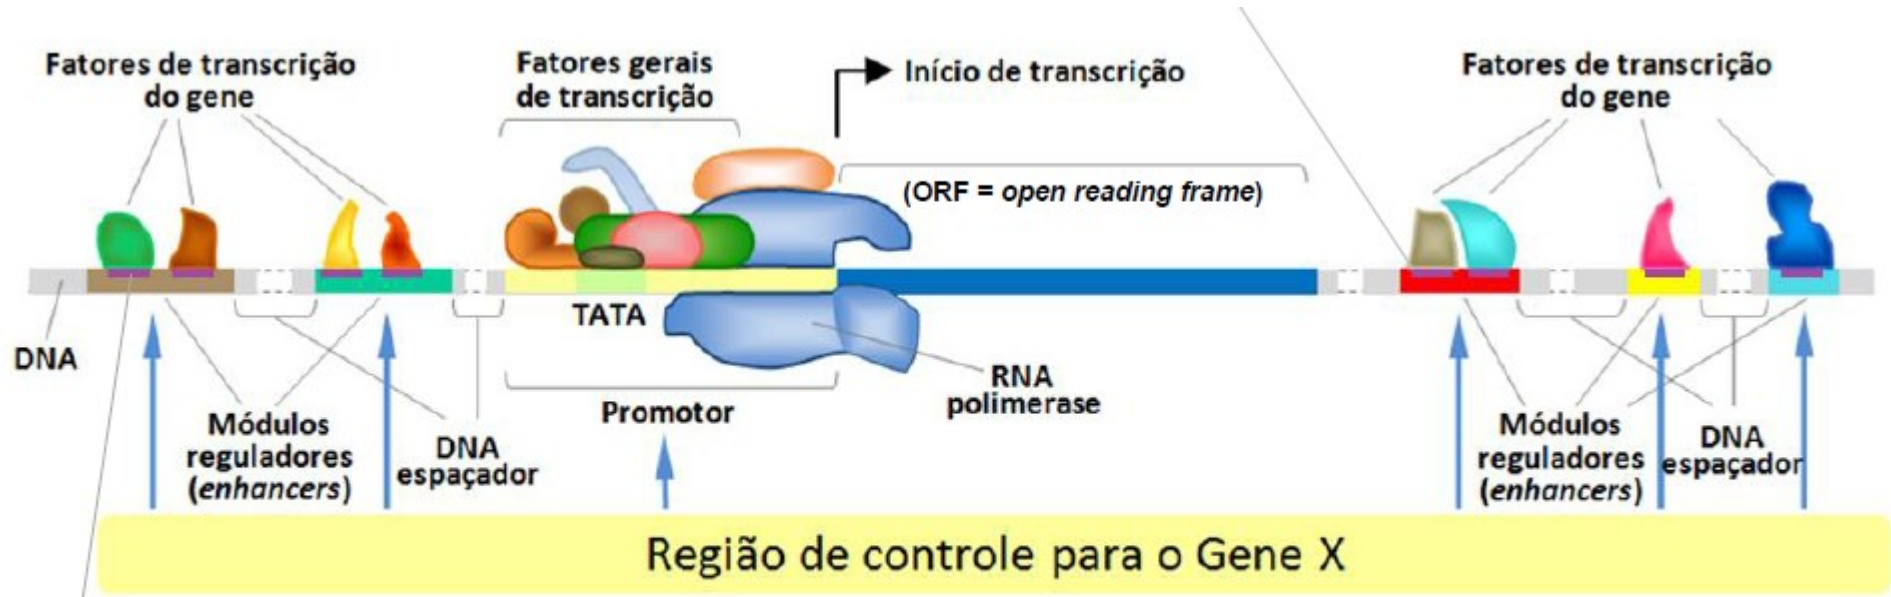 Fatores de transcrição
do gene
Fatores gerais
de transcrição
Início de transcrição
Fatores de transcrição
do gene
(ORF = open reading frame)
DNA
TATA
RNA
polimerase
Promotor
Módulos
reguladores
(enhancers)
DNA
espaçador
Módulos
reguladores
(enhancers)
DNA
espaçador
Região de controle para o Gene X